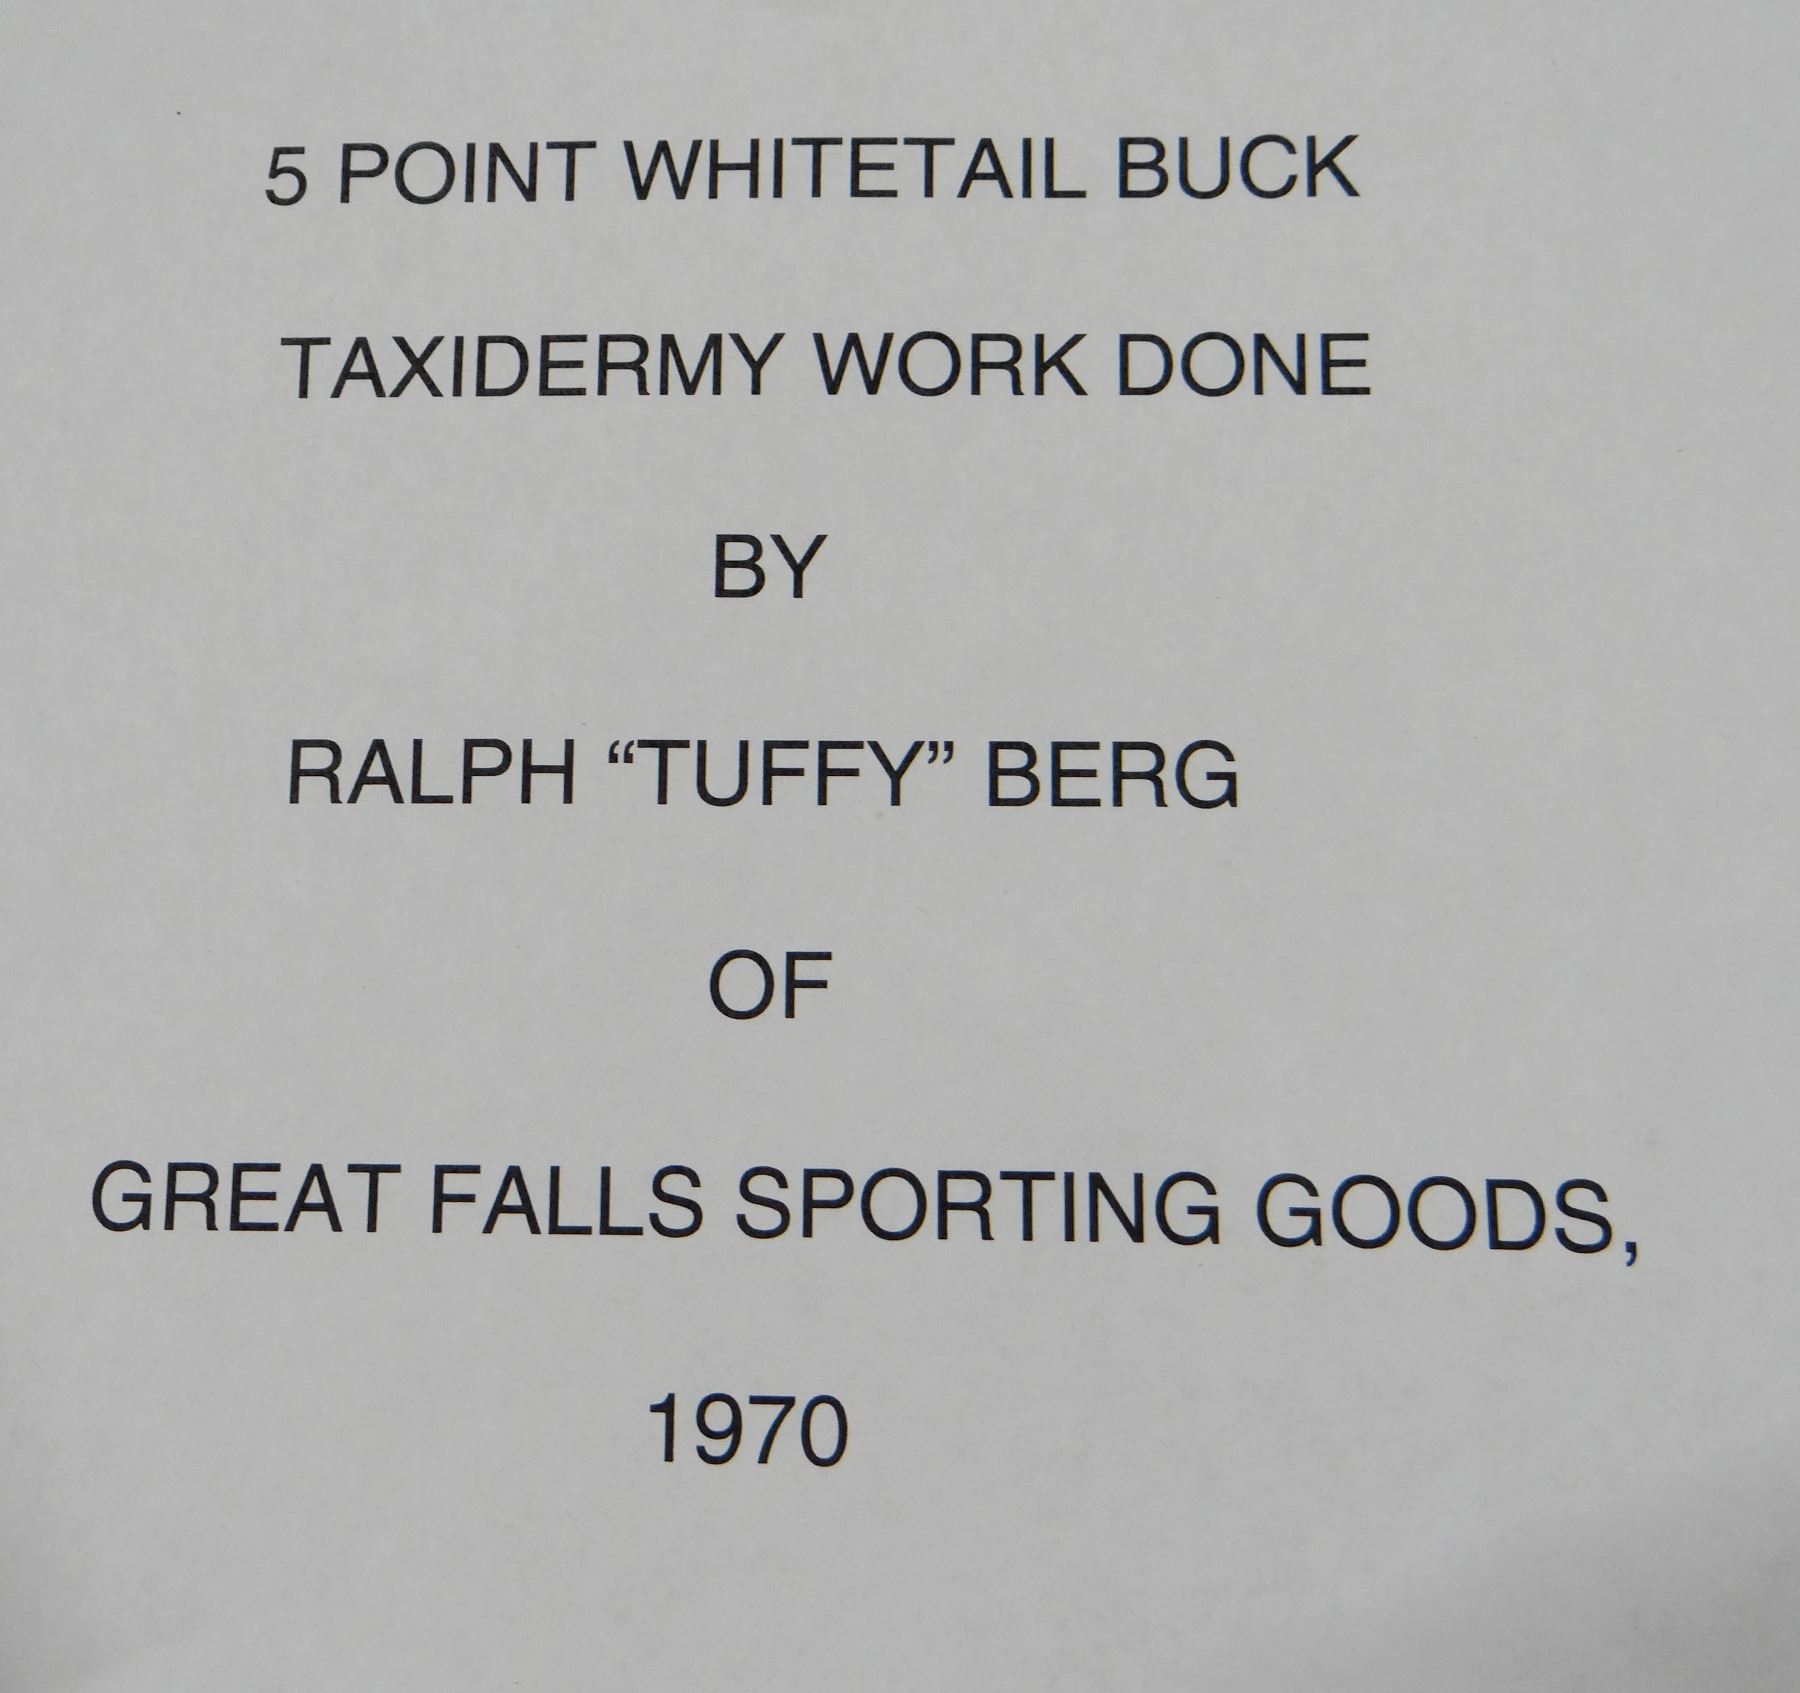 5 POINT WHITETAIL BUCK
TAXIDERMY WORK DONE
BY
RALPH “TUFFY” BERG
OF
GREAT FALLS SPORTING GOODS,
1970